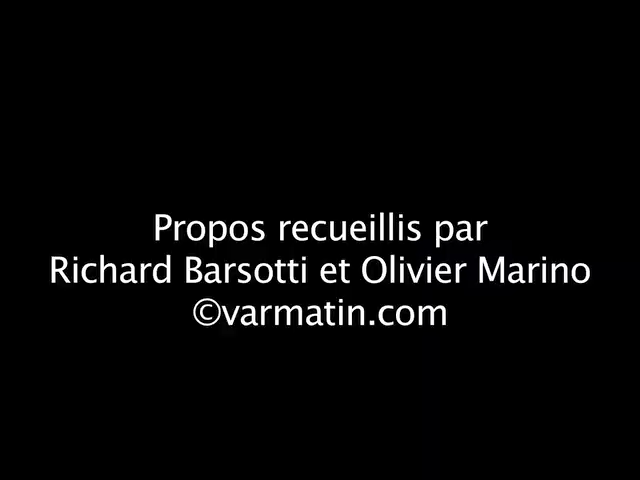 Propos recueillis par
Richard Barsotti et Olivier Marino
©varmatin.com